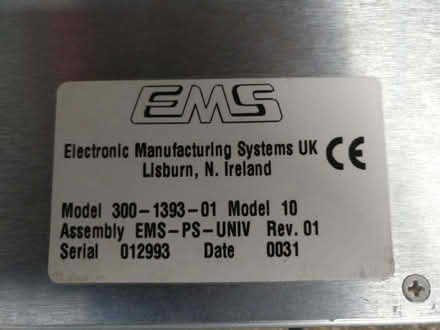 EMS
Electronic Manufacturing Systems UK CE
Lisburn, N. Ireland
Model 300-1393-01 Model 10
Assembly EMS-PS-UNIV Rev. 01
Serial 012993 Date 0031